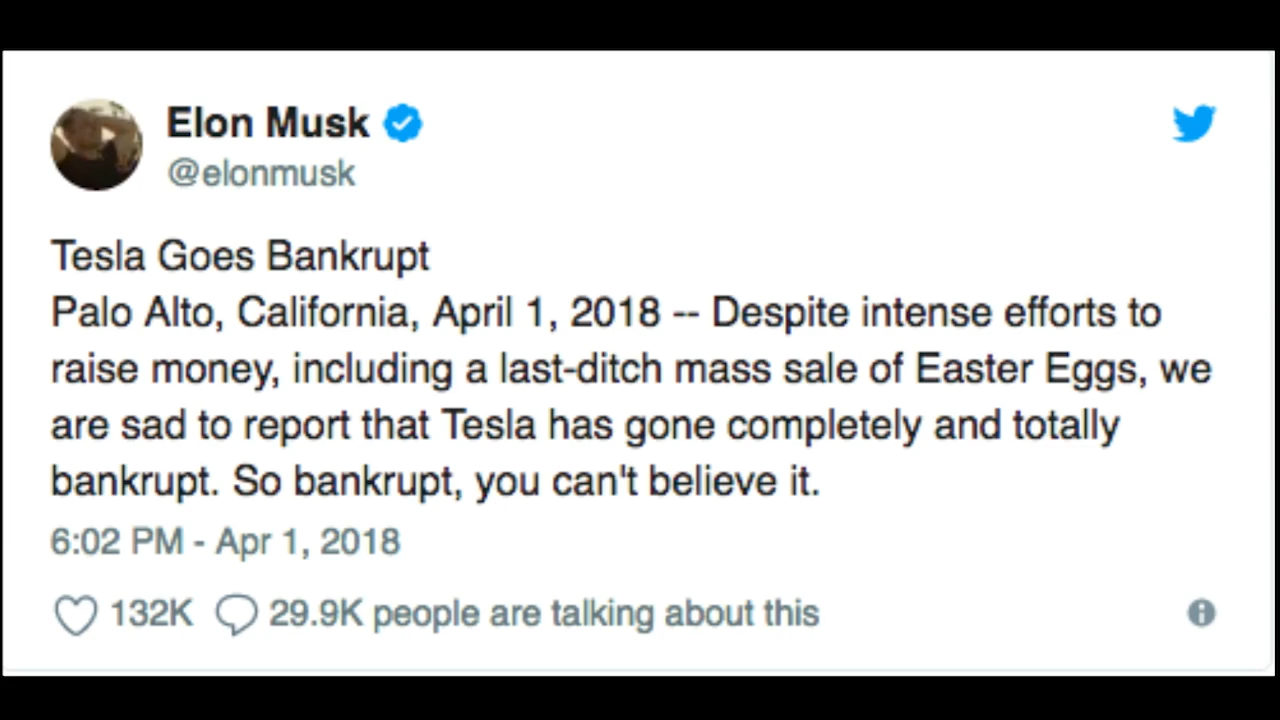 Elon Musk
@elonmusk
Tesla Goes Bankrupt
Palo Alto, California, April 1, 2018 -- Despite intense efforts to
raise money, including a last-ditch mass sale of Easter Eggs, we
are sad to report that Tesla has gone completely and totally
bankrupt. So bankrupt, you can't believe it.
6:02 PM - Apr 1, 2018
132K 29.9K people are talking about this